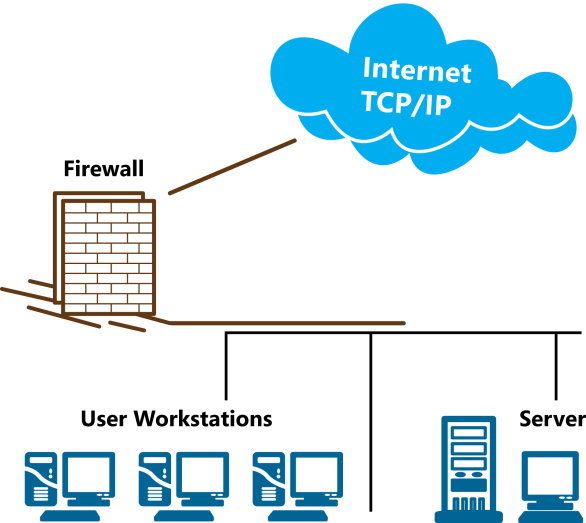 Internet
TCP/IP
Firewall
User Workstations
Server